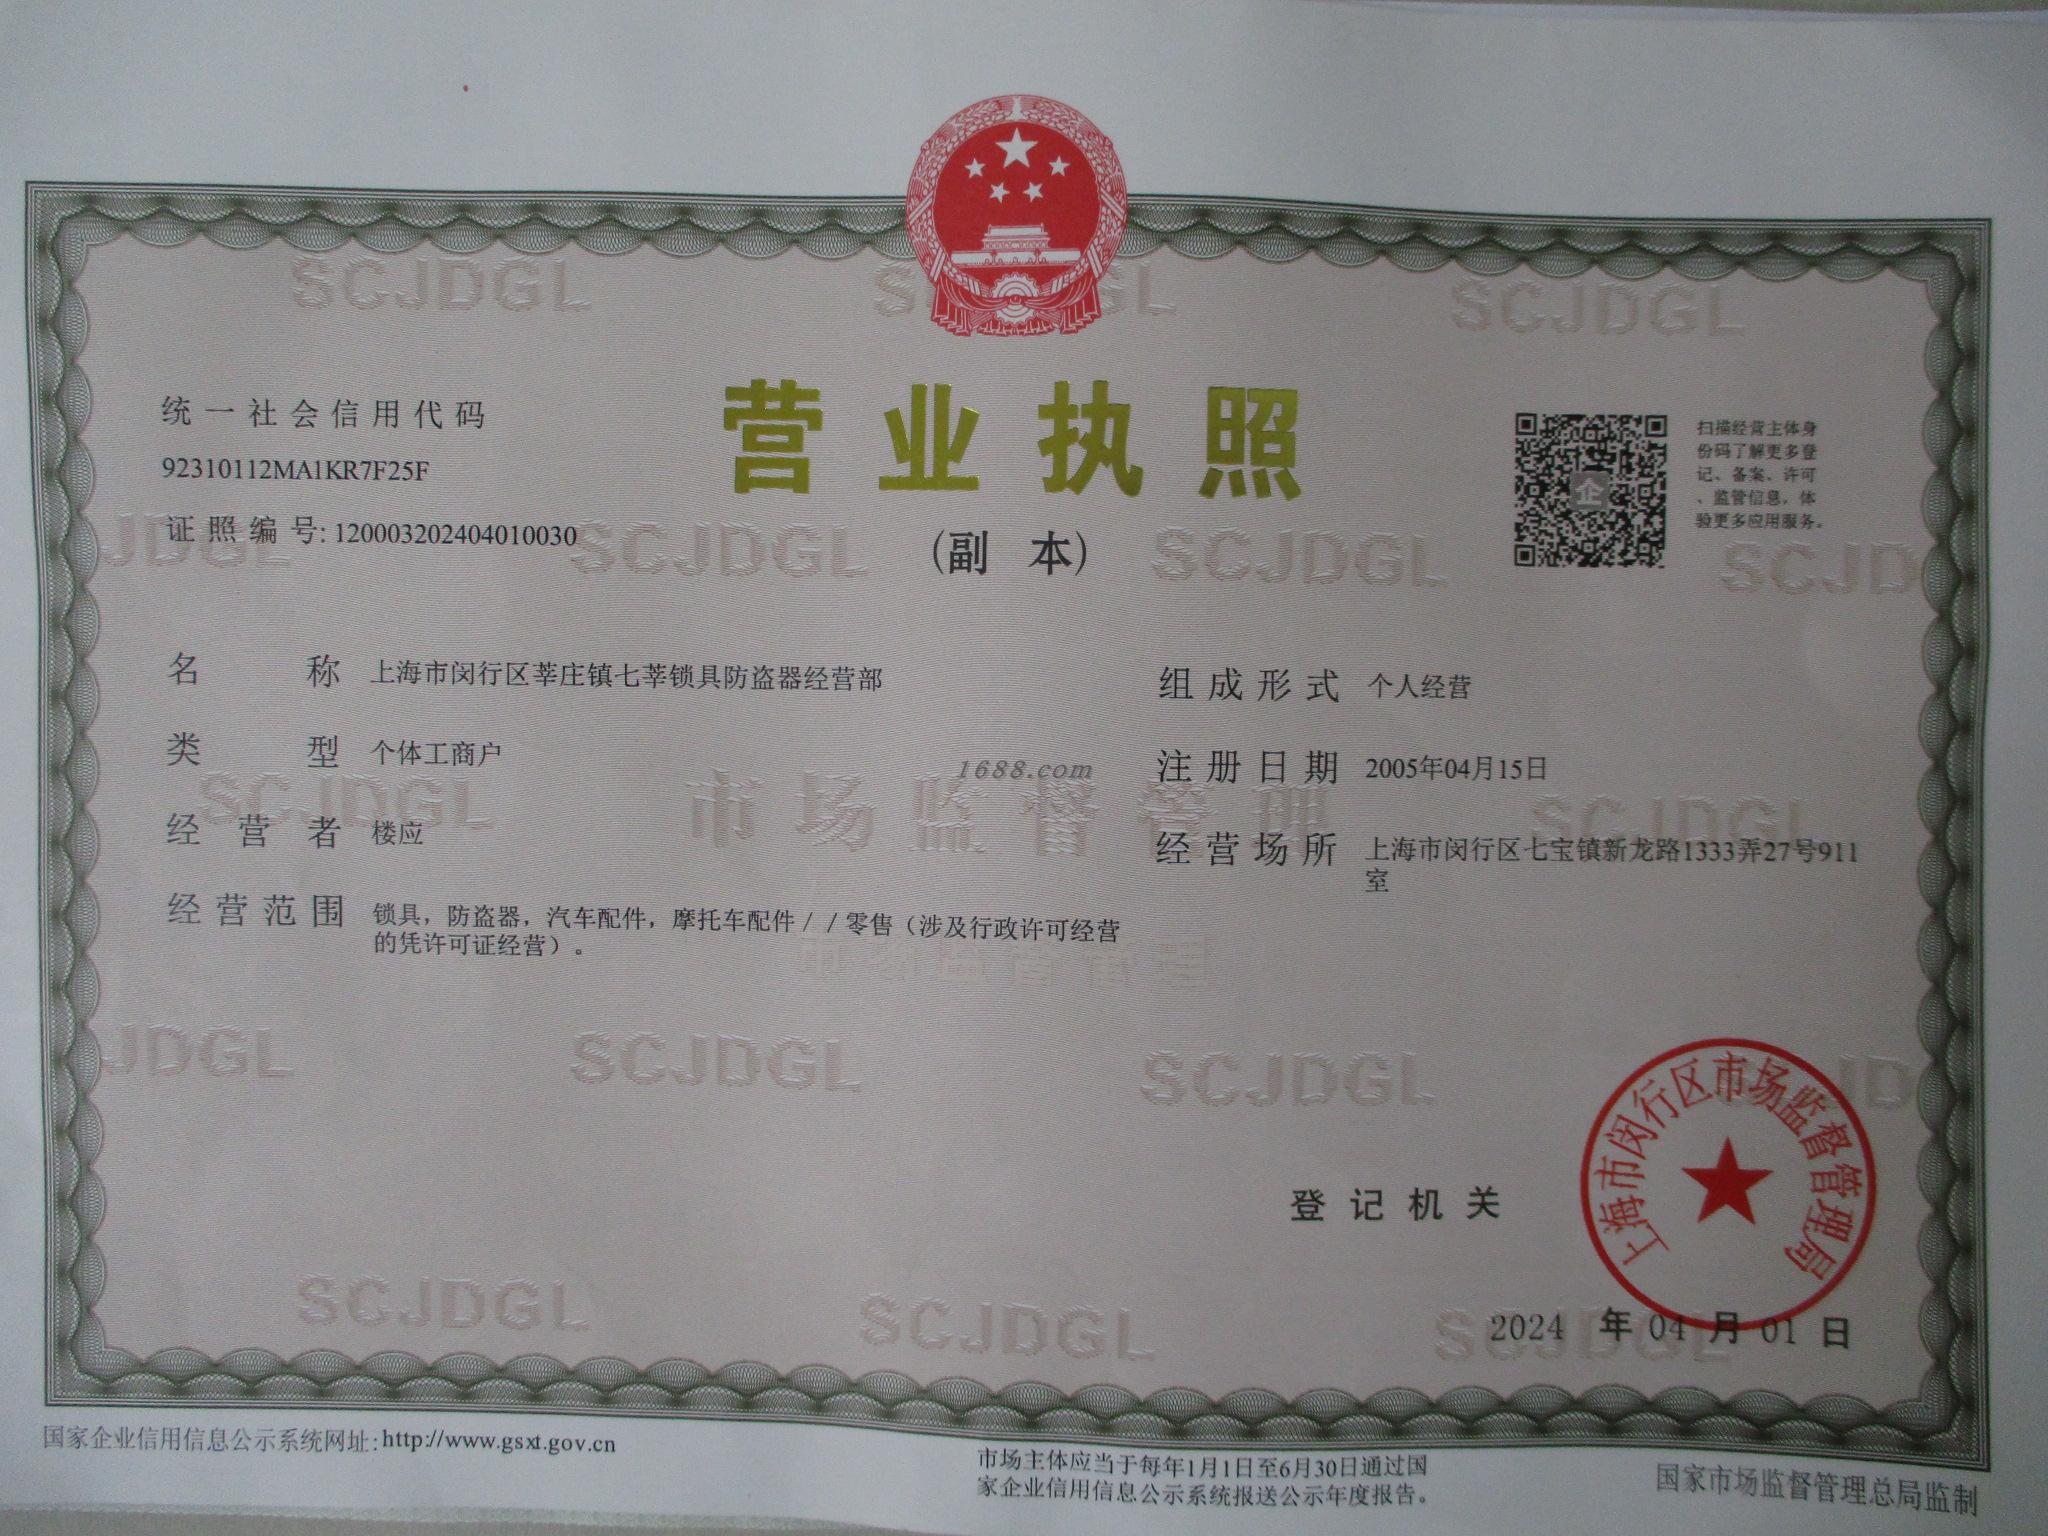 营业执照
(副 本)
统一社会信用代码
92310112MA1KR7F25F
证照编号:120003202404010030
扫描经营主体身
份码了解更多登
记、备案、许可
、监管信息,体
验更多应用服务。
名 称 上海市闵行区莘庄镇七莘锁具防盗器经营部
类 型 个体工商户
经 营 者 楼应
经营范围 锁具,防盗器,汽车配件,摩托车配件//零售(涉及行政许可经营
的凭许可证经营)。
组成形式 个人经营
注册日期 2005年04月15日
经营场所 上海市闵行区七宝镇新龙路1333弄27号911
室
1688.com
登记机关
上海市闵行区市场监督管理局
2024 年 04 月 01 日
国家企业信用信息公示系统网址:http://www.gsxt.gov.cn
市场主体应当于每年1月1日至6月30日通过国
家企业信用信息公示系统报送公示年度报告。
国家市场监督管理总局监制
SCJDGL
市场监督管理